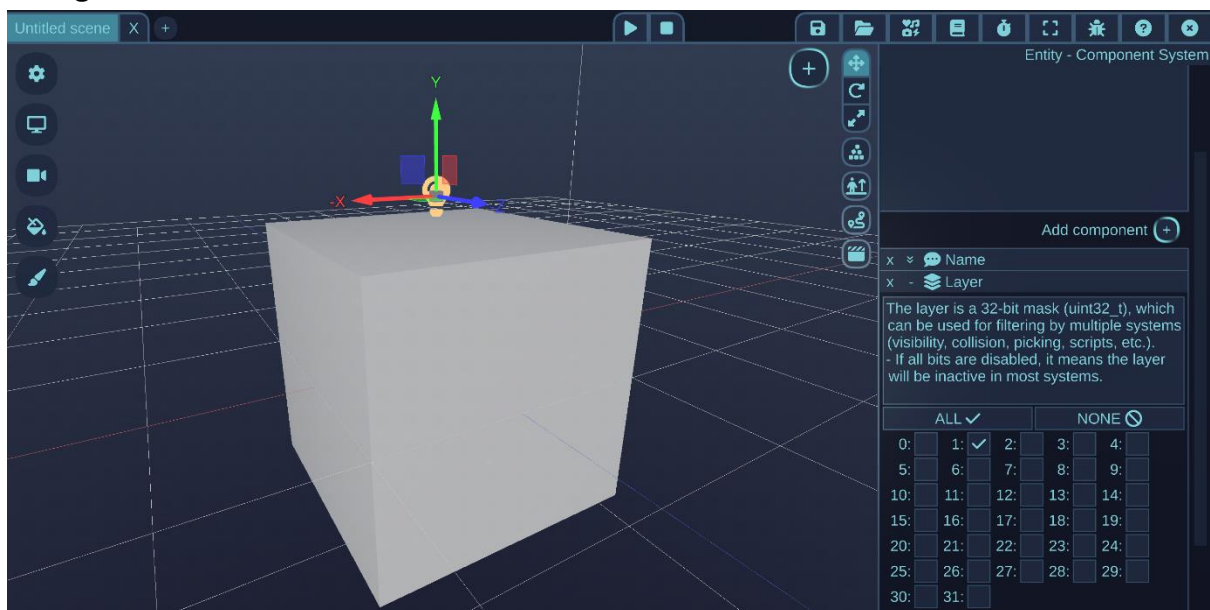 Untitled scene X +
Entity - Component System
Y
-X
Z
Add component +
x Name
x - Layer
The layer is a 32-bit mask (uint32_t), which
can be used for filtering by multiple systems
(visibility, collision, picking, scripts, etc.).
- If all bits are disabled, it means the layer
will be inactive in most systems.
ALL NONE
0: 1: 2: 3: 4:
5: 6: 7: 8: 9:
10: 11: 12: 13: 14:
15: 16: 17: 18: 19:
20: 21: 22: 23: 24:
25: 26: 27: 28: 29:
30: 31: